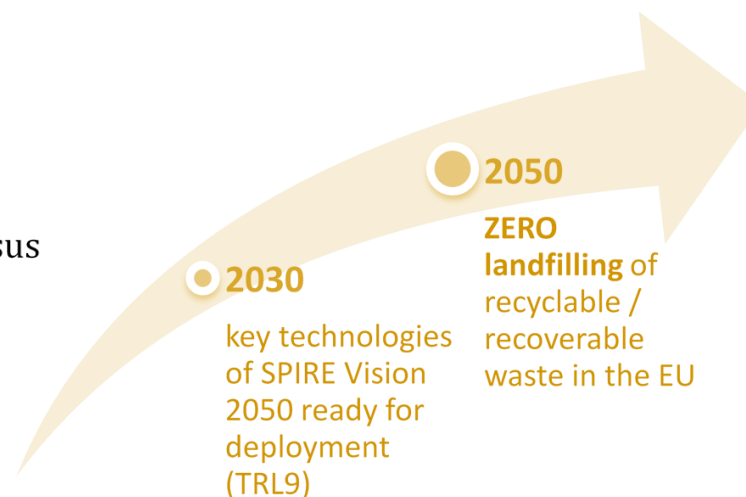 sus
2030
key technologies
of SPIRE Vision
2050 ready for
deployment
(TRL9)
2050
ZERO
landfilling of
recyclable /
recoverable
waste in the EU